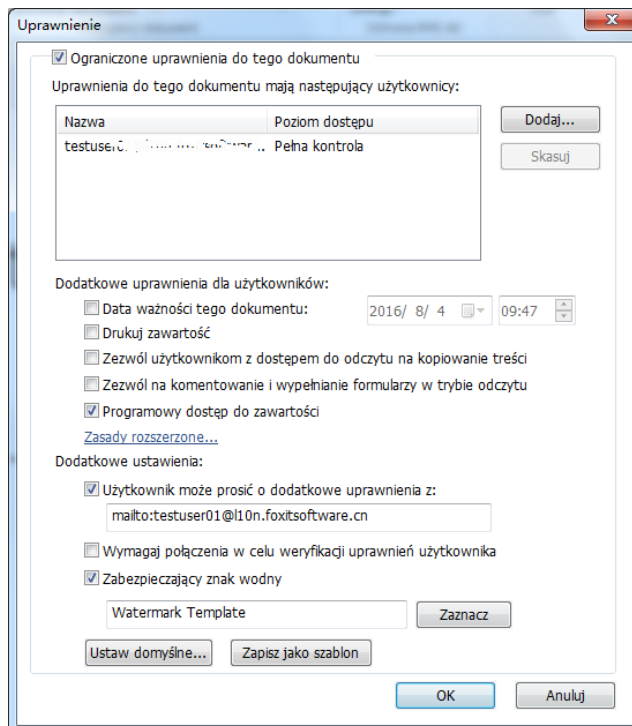 Uprawnienie
Ograniczone uprawnienia do tego dokumentu
Uprawnienia do tego dokumentu mają następujący użytkownicy:
Nazwa Poziom dostępu
Dodaj...
Pełna kontrola
Skasuj
Dodatkowe uprawnienia dla użytkowników:
Data ważności tego dokumentu: 2016/ 8/ 4 09:47
Drukuj zawartość
Zezwól użytkownikom z dostępem do odczytu na kopiowanie treści
Zezwól na komentowanie i wypełnianie formularzy w trybie odczytu
Programowy dostęp do zawartości
Zasady rozszerzone...
Dodatkowe ustawienia:
Użytkownik może prosić o dodatkowe uprawnienia z:
mailto:testuser01@l10n.foxitsoftware.cn
Wymagaj połączenia w celu weryfikacji uprawnień użytkownika
Zabezpieczający znak wodny
Watermark Template Zaznacz
Ustaw domyślne... Zapisz jako szablon
OK Anuluj